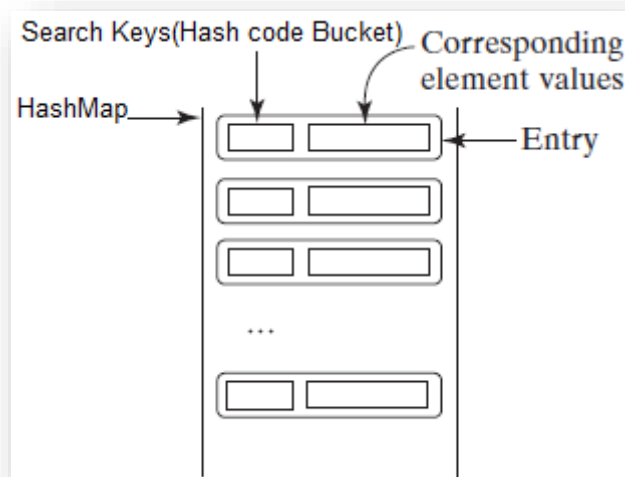 Search Keys(Hash code Bucket)
Corresponding
element values
HashMap
Entry
...